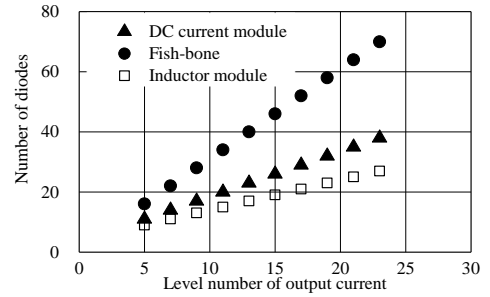 80
60
40
20
0
Number of diodes
DC current module
Fish-bone
Inductor module
0 5 10 15 20 25 30
Level number of output current